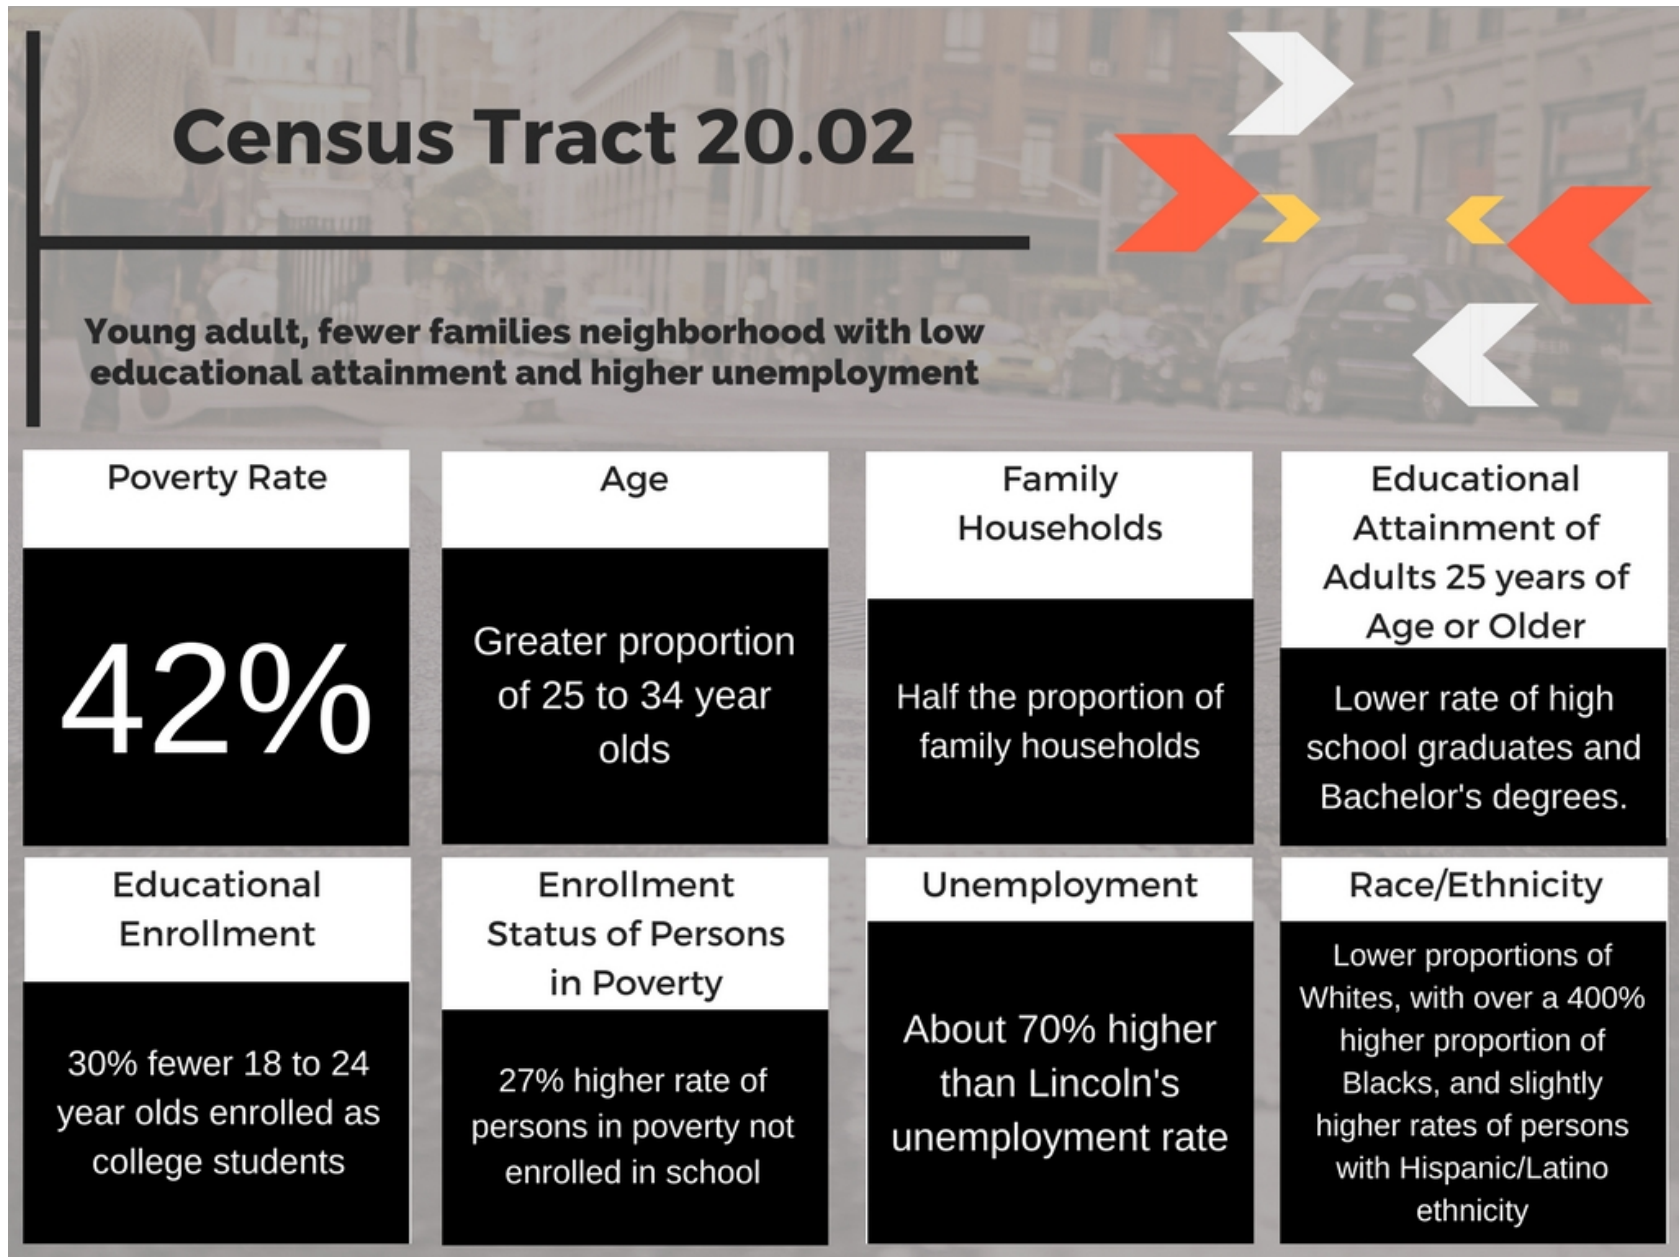 Census Tract 20.02
Young adult, fewer families neighborhood with low
educational attainment and higher unemployment
Poverty Rate
42%
Age
Greater proportion
of 25 to 34 year
olds
Family
Households
Half the proportion of
family households
Educational
Attainment of
Adults 25 years of
Age or Older
Lower rate of high
school graduates and
Bachelor's degrees.
Educational
Enrollment
30% fewer 18 to 24
year olds enrolled as
college students
Enrollment
Status of Persons
in Poverty
27% higher rate of
persons in poverty not
enrolled in school
Unemployment
About 70% higher
than Lincoln's
unemployment rate
Race/Ethnicity
Lower proportions of
Whites, with over a 400%
higher proportion of
Blacks, and slightly
higher rates of persons
with Hispanic/Latino
ethnicity